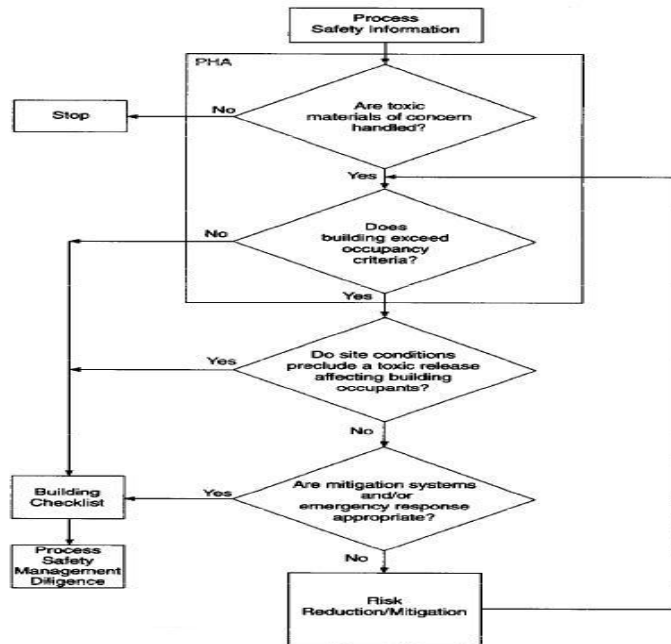 Process
Safety Information
PHA
Are toxic
materials of concern
handled?
No
Stop
Yes
Does
building exceed
occupancy
criteria?
No
Yes
Do site conditions
preclude a toxic release
affecting building
occupants?
Yes
No
Are mitigation systems
and/or
emergency response
appropriate?
Yes
Building
Checklist
Process
Safety
Management
Diligence
No
Risk
Reduction/Mitigation